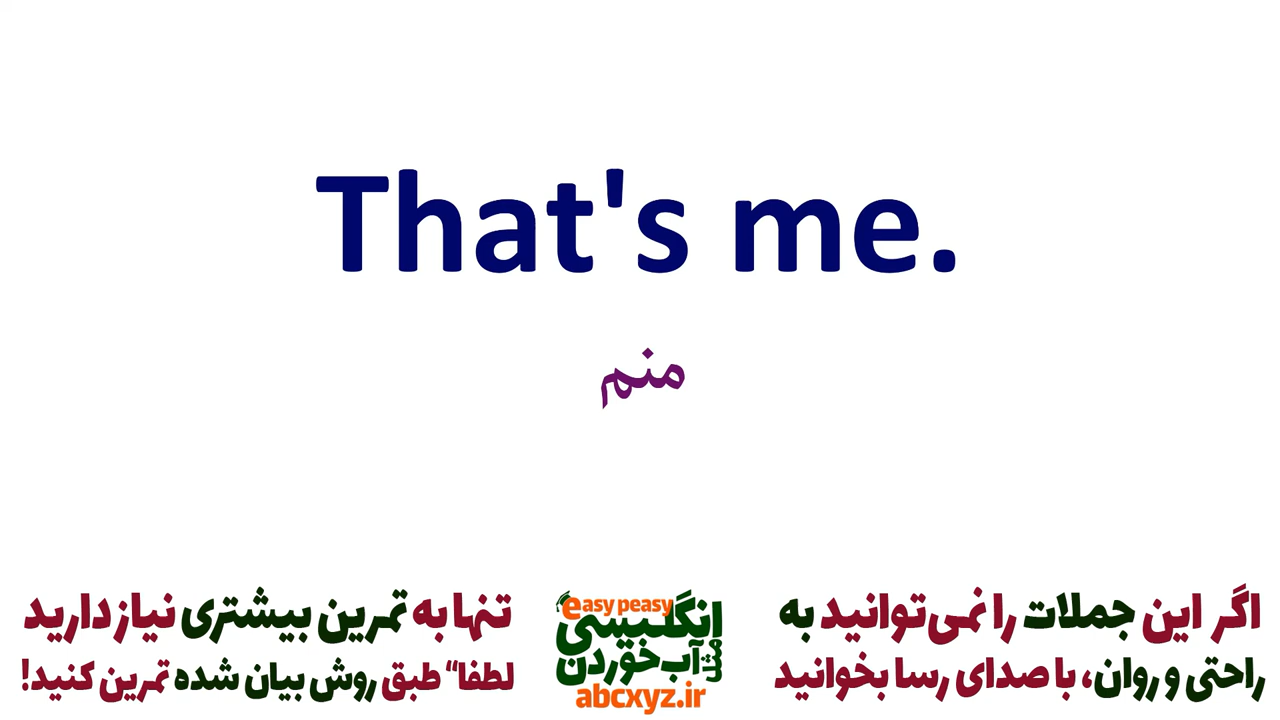 That's me.
منم
اگر این جملات را نمی‌توانید به
راحتی و روان، با صدای رسا بخوانید
easy peasy
انگلیسی
مثل آب خوردن
abcxyz.ir
تنها به تمرین بیشتری نیاز دارید
لطفا“ طبق روش بیان شده تمرین کنید!